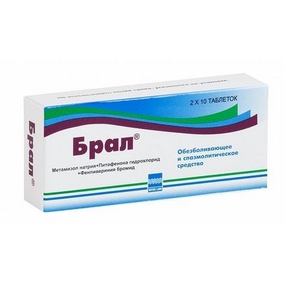 2 X 10 ТАБЛЕТОК
Брал®
Метамизол натрия+Питофенона гидрохлорид
+Фенпивериния бромид
Обезболивающее
и спазмолитическое
средство